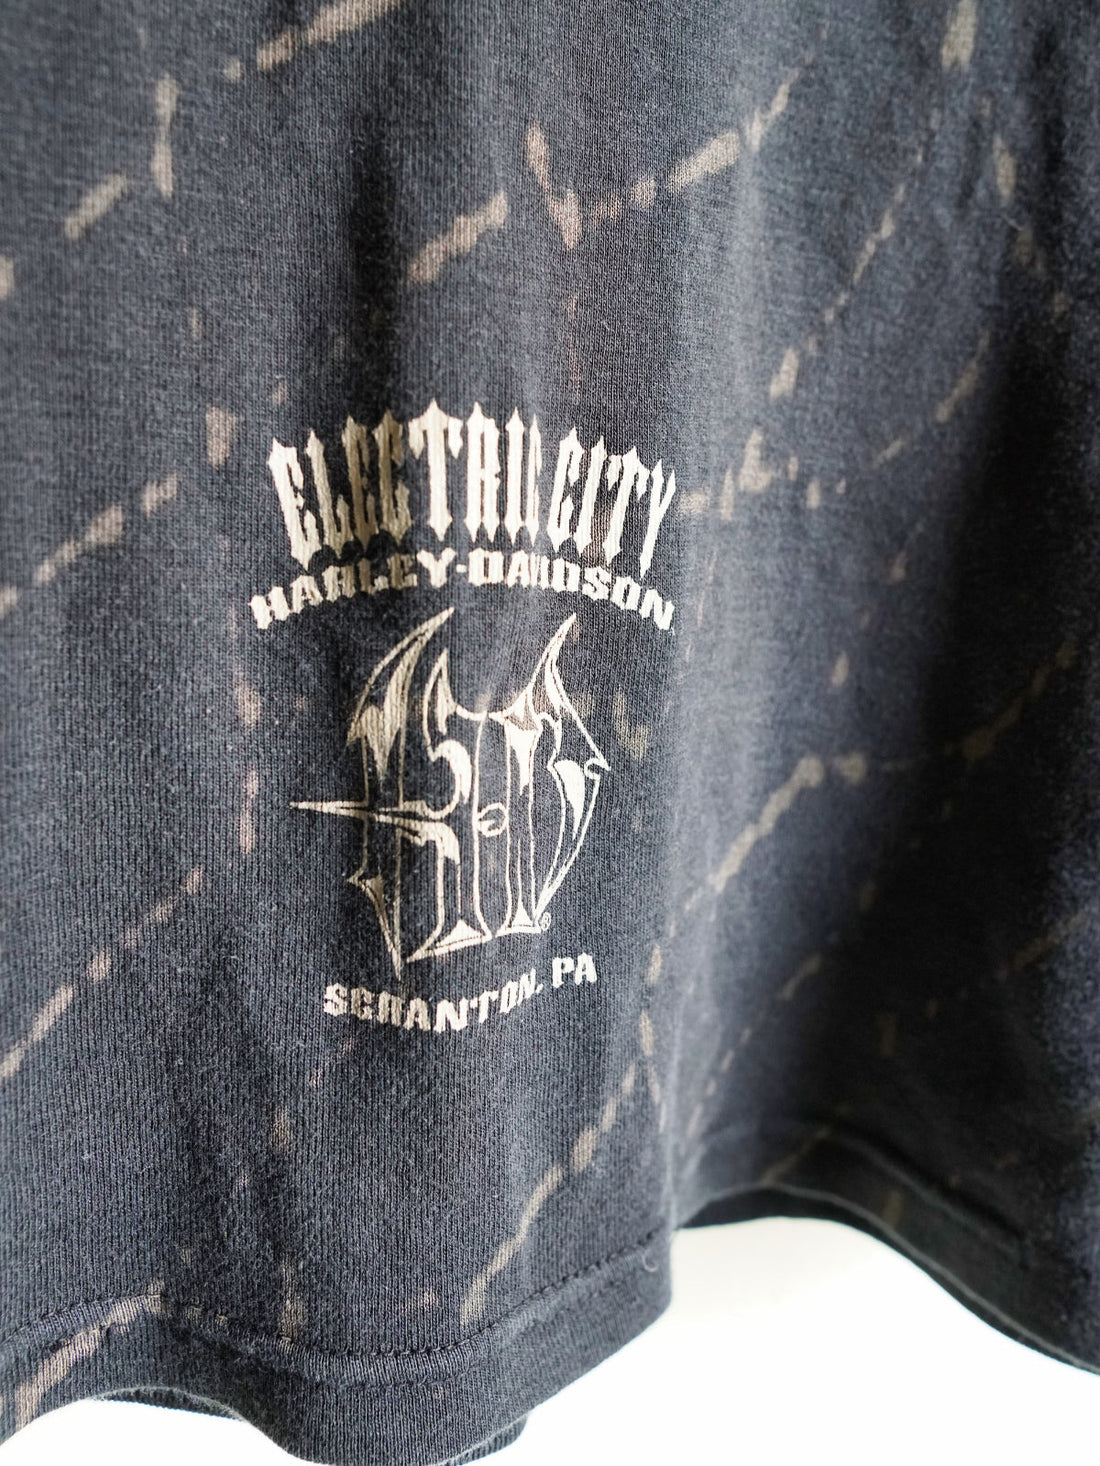 ELECTRIC CITY
HARLEY-DAVIDSON
SCRANTON, PA